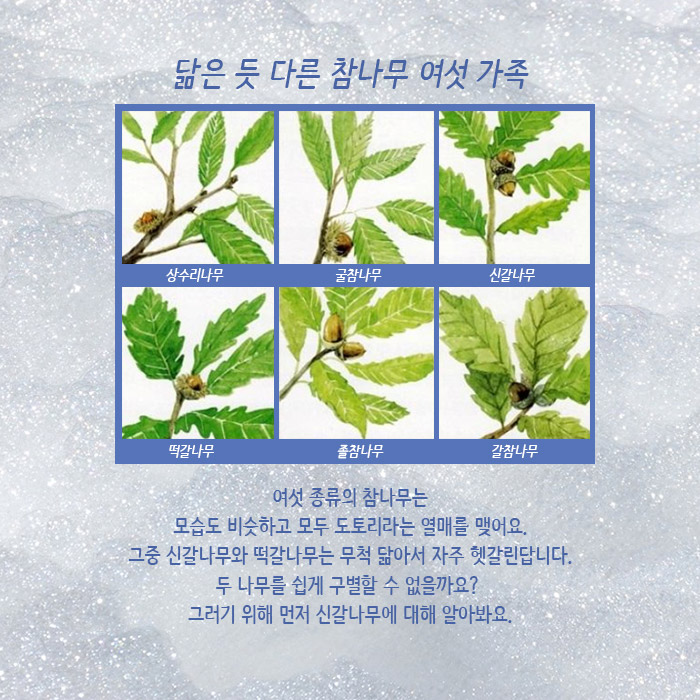 닮은 듯 다른 참나무 여섯 가족
상수리나무 굴참나무 신갈나무
떡갈나무 졸참나무 갈참나무
여섯 종류의 참나무는
모습도 비슷하고 모두 도토리라는 열매를 맺어요.
그중 신갈나무와 떡갈나무는 무척 닮아서 자주 헷갈린답니다.
두 나무를 쉽게 구별할 수 없을까요?
그러기 위해 먼저 신갈나무에 대해 알아봐요.